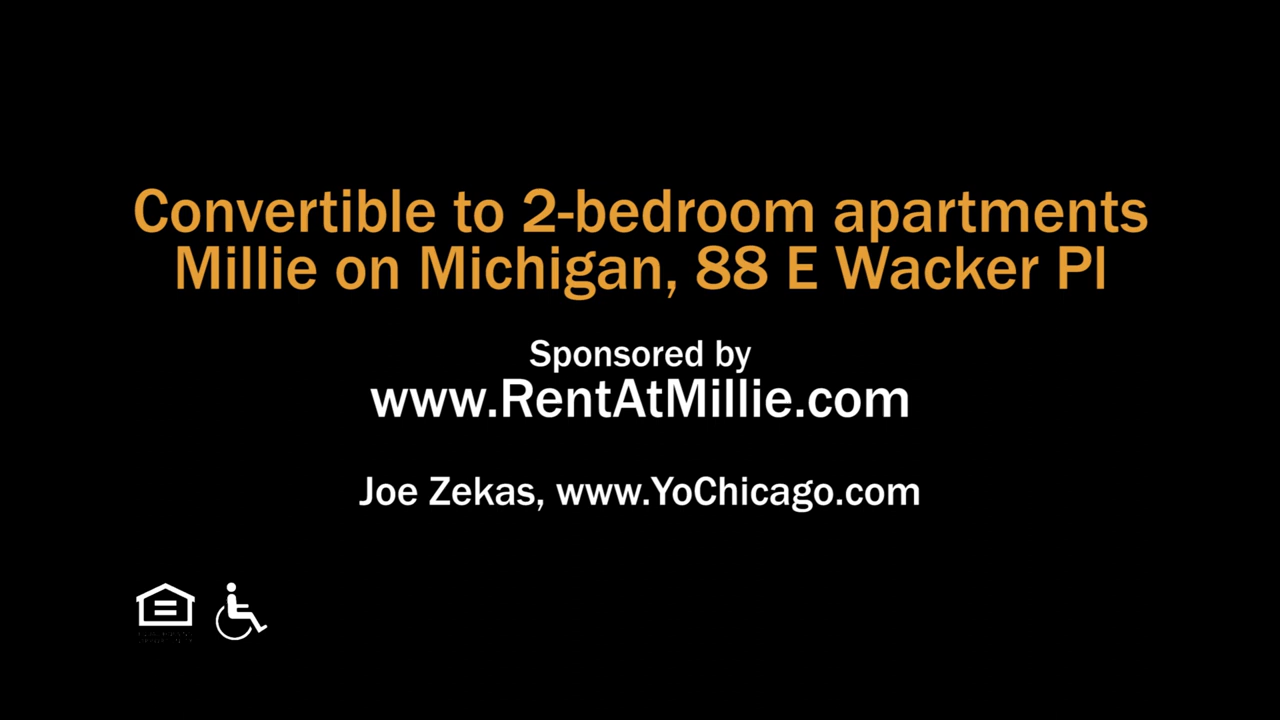 Convertible to 2-bedroom apartments
Millie on Michigan, 88 E Wacker Pl
Sponsored by
www.RentAtMillie.com
Joe Zekas, www.YoChicago.com